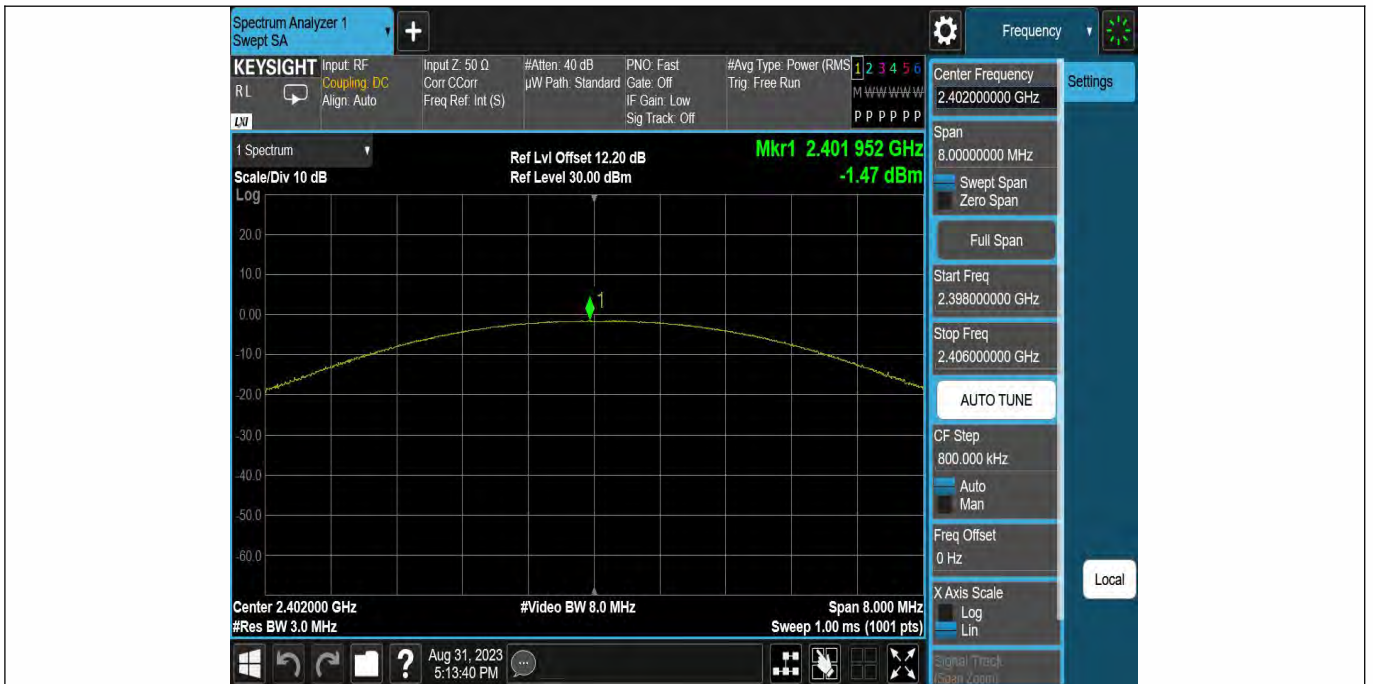 Spectrum Analyzer 1
Swept SA
+
Frequency
KEYSIGHT
R L
LXI
Input: RF
Coupling: DC
Align: Auto
Input Z: 50 Ω
Corr CCorr
Freq Ref: Int (S)
#Atten: 40 dB
µW Path: Standard
PNO: Fast
Gate: Off
IF Gain: Low
Sig Track: Off
#Avg Type: Power (RMS
Trig: Free Run
1 2 3 4 5 6
M W W W W W
P P P P P P
1 Spectrum
Scale/Div 10 dB
Log
Ref Lvl Offset 12.20 dB
Ref Level 30.00 dBm
Mkr1 2.401 952 GHz
-1.47 dBm
20.0
10.0
0.00
-10.0
-20.0
-30.0
-40.0
-50.0
-60.0
1
Center 2.402000 GHz
#Res BW 3.0 MHz
#Video BW 8.0 MHz
Span 8.000 MHz
Sweep 1.00 ms (1001 pts)
?
Aug 31, 2023
5:13:40 PM
Center Frequency
2.402000000 GHz
Span
8.00000000 MHz
Swept Span
Zero Span
Full Span
Start Freq
2.398000000 GHz
Stop Freq
2.406000000 GHz
AUTO TUNE
CF Step
800.000 kHz
Auto
Man
Freq Offset
0 Hz
X Axis Scale
Log
Lin
Signal Track
(Span Zoom)
Settings
Local